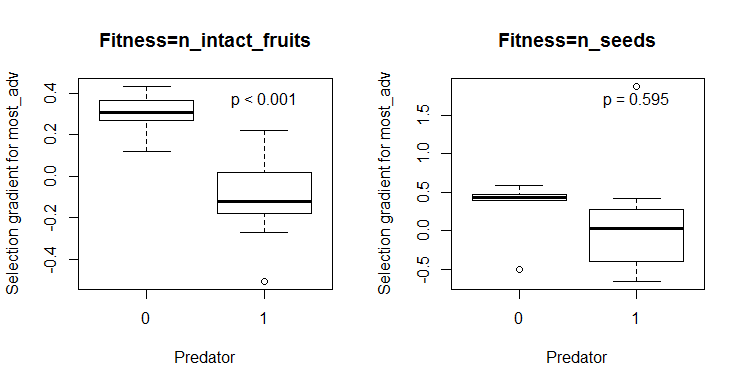 Fitness=n_intact_fruits
Selection gradient for most_adv
0.4
0.2
0.0
-0.2
-0.4
p < 0.001
0 1
Predator
Fitness=n_seeds
Selection gradient for most_adv
1.5
1.0
0.5
0.0
-0.5
p = 0.595
0 1
Predator